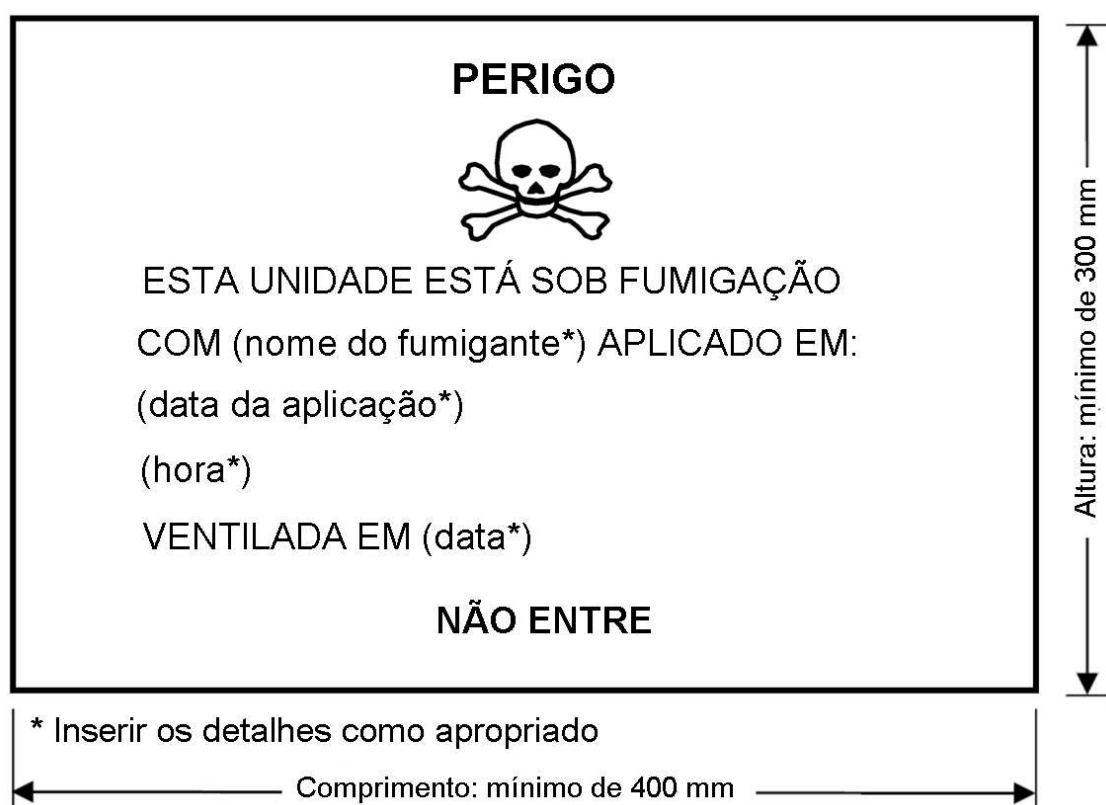 PERIGO
ESTA UNIDADE ESTÁ SOB FUMIGAÇÃO
COM (nome do fumigante*) APLICADO EM:
(data da aplicação*)
(hora*)
VENTILADA EM (data*)
NÃO ENTRE
Altura: mínimo de 300 mm
* Inserir os detalhes como apropriado
Comprimento: mínimo de 400 mm